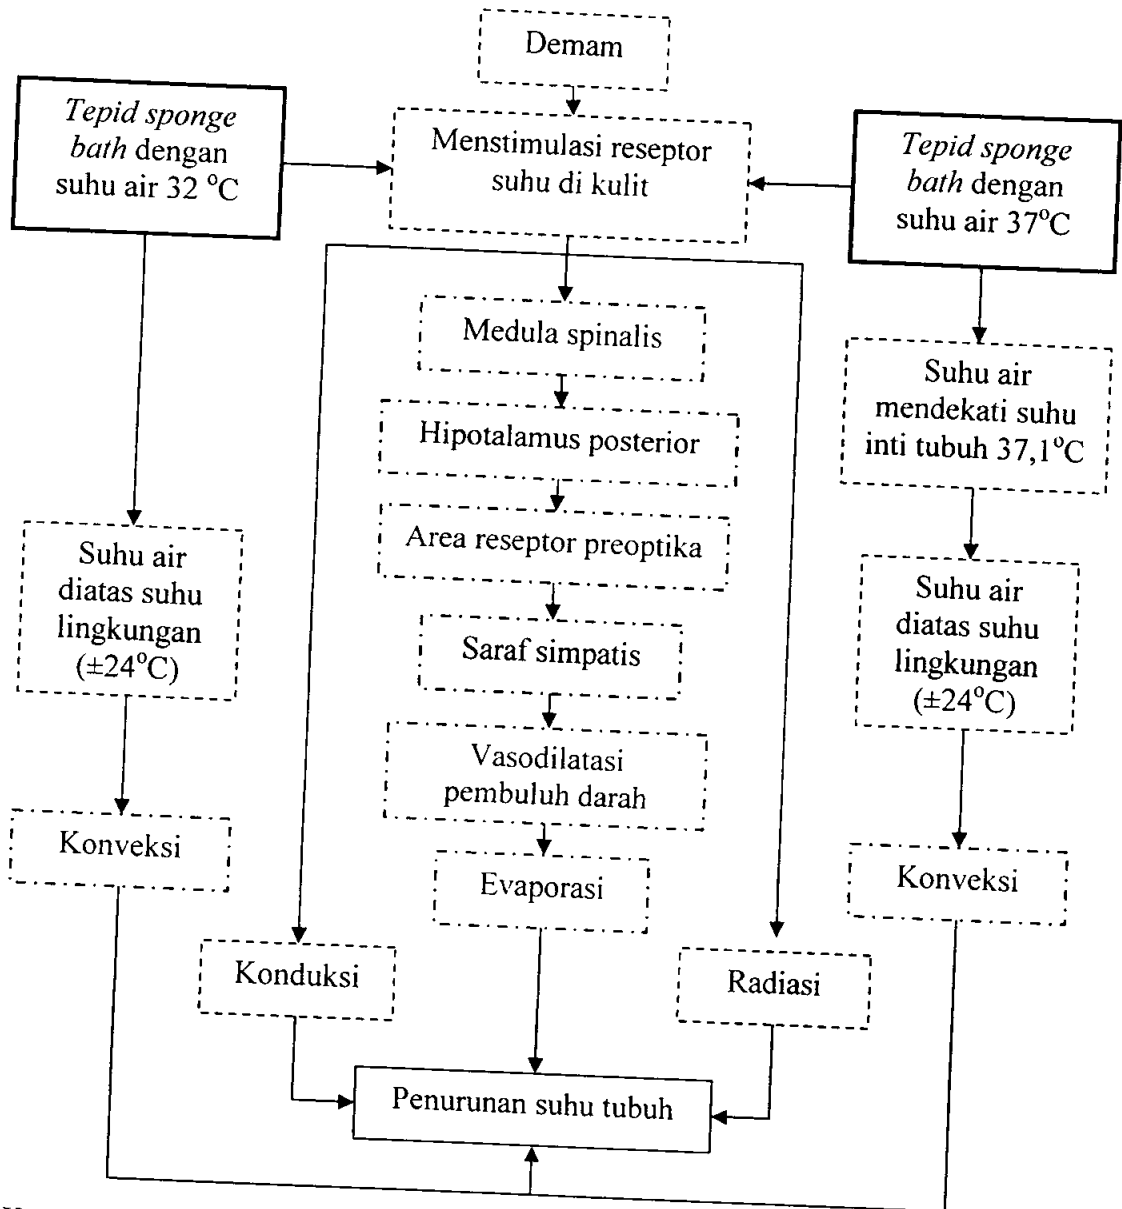 Demam
Tepid sponge
bath dengan
suhu air 32 °C
Menstimulasi reseptor
suhu di kulit
Tepid sponge
bath dengan
suhu air 37°C
Medula spinalis
Suhu air
mendekati suhu
inti tubuh 37,1°C
Hipotalamus posterior
Area reseptor preoptika
Suhu air
diatas suhu
lingkungan
(±24°C)
Suhu air
diatas suhu
lingkungan
(±24°C)
Saraf simpatis
Vasodilatasi
pembuluh darah
Konveksi
Evaporasi
Konveksi
Konduksi
Radiasi
Penurunan suhu tubuh